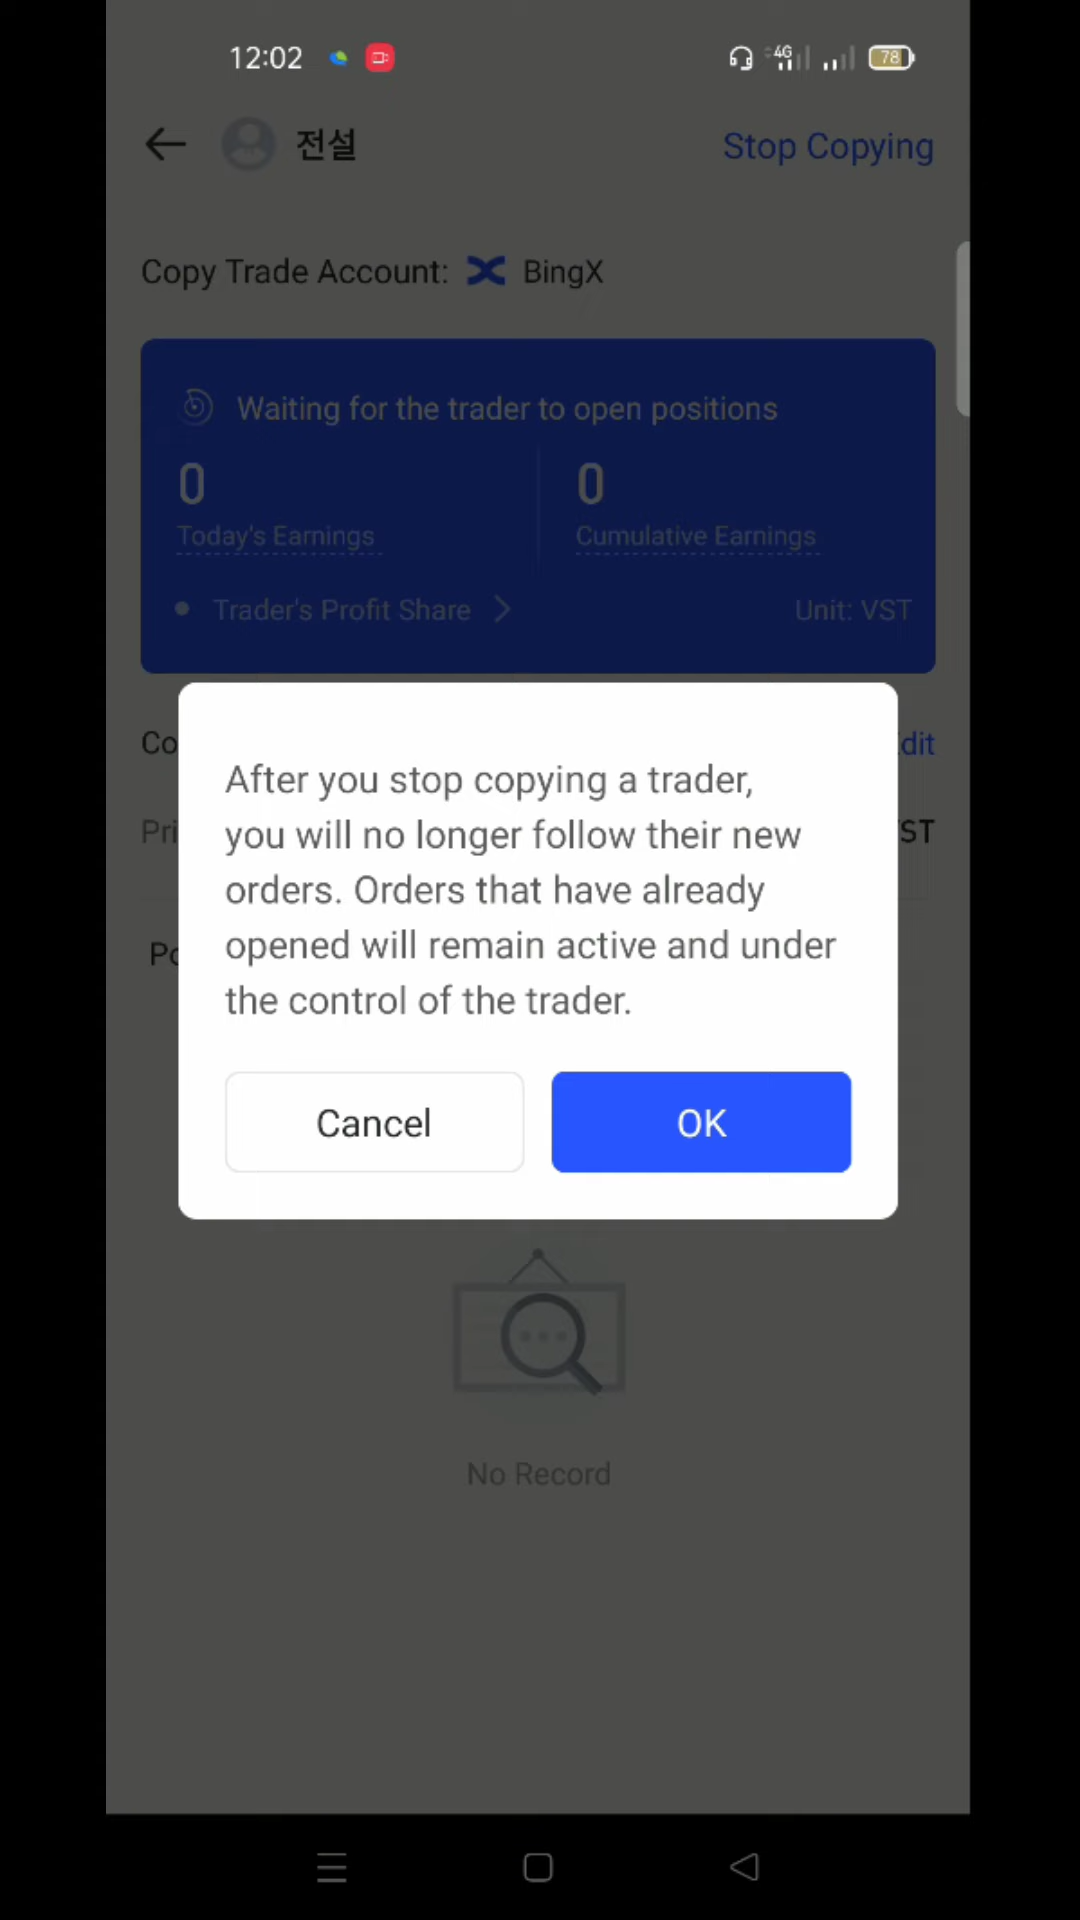 12:02 4G 78
전설 Stop Copying
Copy Trade Account: BingX
Waiting for the trader to open positions
0 0
Today's Earnings Cumulative Earnings
Trader's Profit Share Unit: VST
After you stop copying a trader,
you will no longer follow their new
orders. Orders that have already
opened will remain active and under
the control of the trader.
Cancel OK
No Record